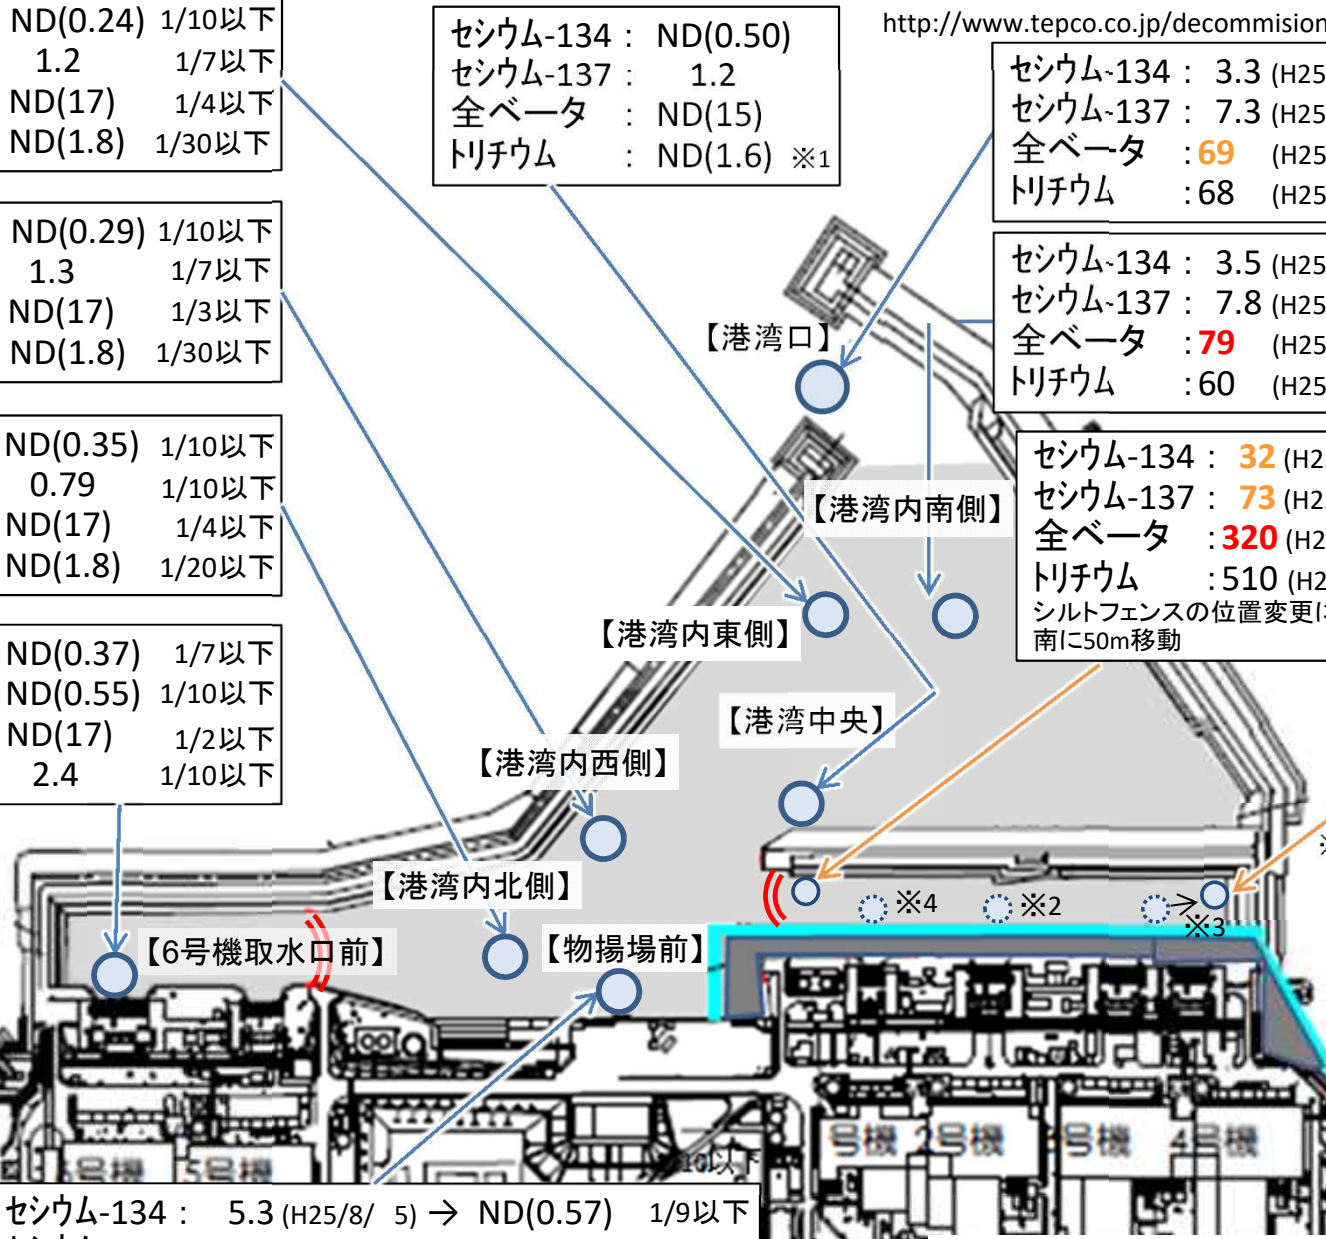 ND(0.24) 1/10以下
1.2 1/7以下
ND(17) 1/4以下
ND(1.8) 1/30以下
セシウム-134 : ND(0.50)
セシウム-137 : 1.2
全ベータ : ND(15)
トリチウム : ND(1.6) ※1
http://www.tepco.co.jp/decommision
セシウム-134 : 3.3 (H25
セシウム-137 : 7.3 (H25
全ベータ : 69 (H25
トリチウム : 68 (H25
ND(0.29) 1/10以下
1.3 1/7以下
ND(17) 1/3以下
ND(1.8) 1/30以下
セシウム-134 : 3.5 (H25
セシウム-137 : 7.8 (H25
全ベータ : 79 (H25
トリチウム : 60 (H25
【港湾口】
ND(0.35) 1/10以下
0.79 1/10以下
ND(17) 1/4以下
ND(1.8) 1/20以下
セシウム-134 : 32 (H2
セシウム-137 : 73 (H2
全ベータ : 320 (H2
トリチウム : 510 (H2
シルトフェンスの位置変更に
南に50m移動
【港湾内南側】
【港湾内東側】
ND(0.37) 1/7以下
ND(0.55) 1/10以下
ND(17) 1/2以下
2.4 1/10以下
【港湾中央】
【港湾内西側】
【港湾内北側】
※4
※2
※3
※
【6号機取水口前】
【物揚場前】
号機 2号機 号機 4号機
号機 5号機
10以下
セシウム-134 : 5.3 (H25/8/ 5) → ND(0.57) 1/9以下